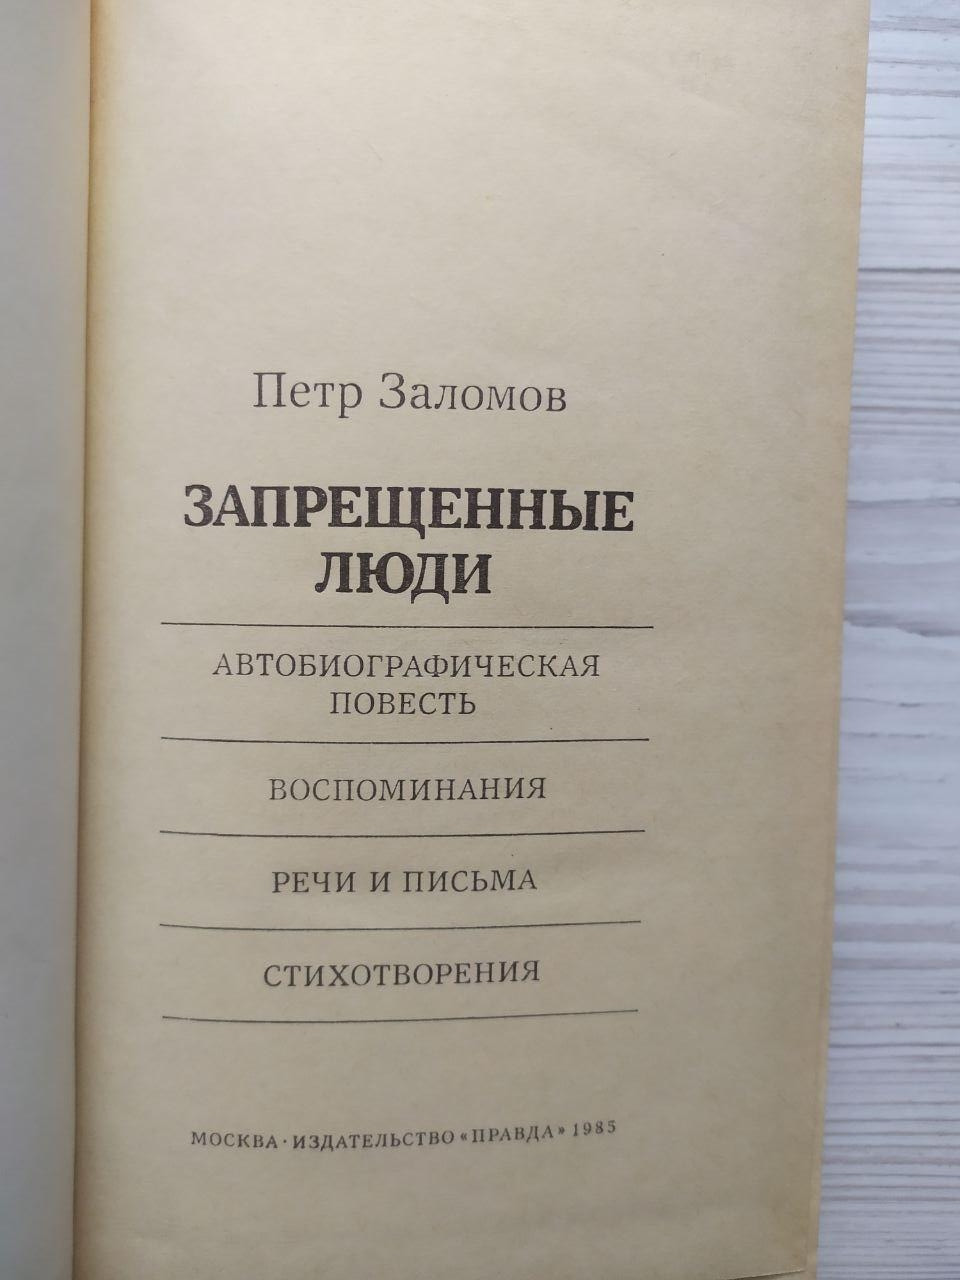 Петр Заломов
ЗАПРЕЩЕННЫЕ
ЛЮДИ
АВТОБИОГРАФИЧЕСКАЯ
ПОВЕСТЬ
ВОСПОМИНАНИЯ
РЕЧИ И ПИСЬМА
СТИХОТВОРЕНИЯ
МОСКВА · ИЗДАТЕЛЬСТВО «ПРАВДА» 1985